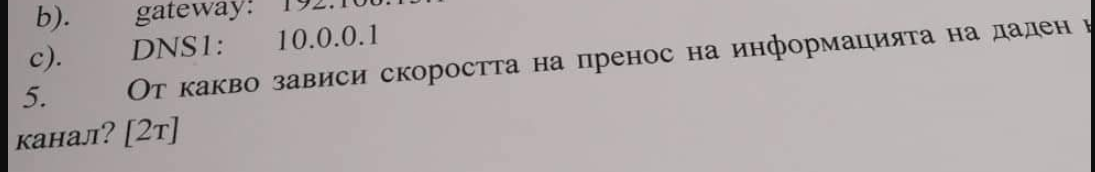 b). gateway:
c). DNS1: 10.0.0.1
5. От какво зависи скоростта на пренос на информацията на даден
канал? [2т]